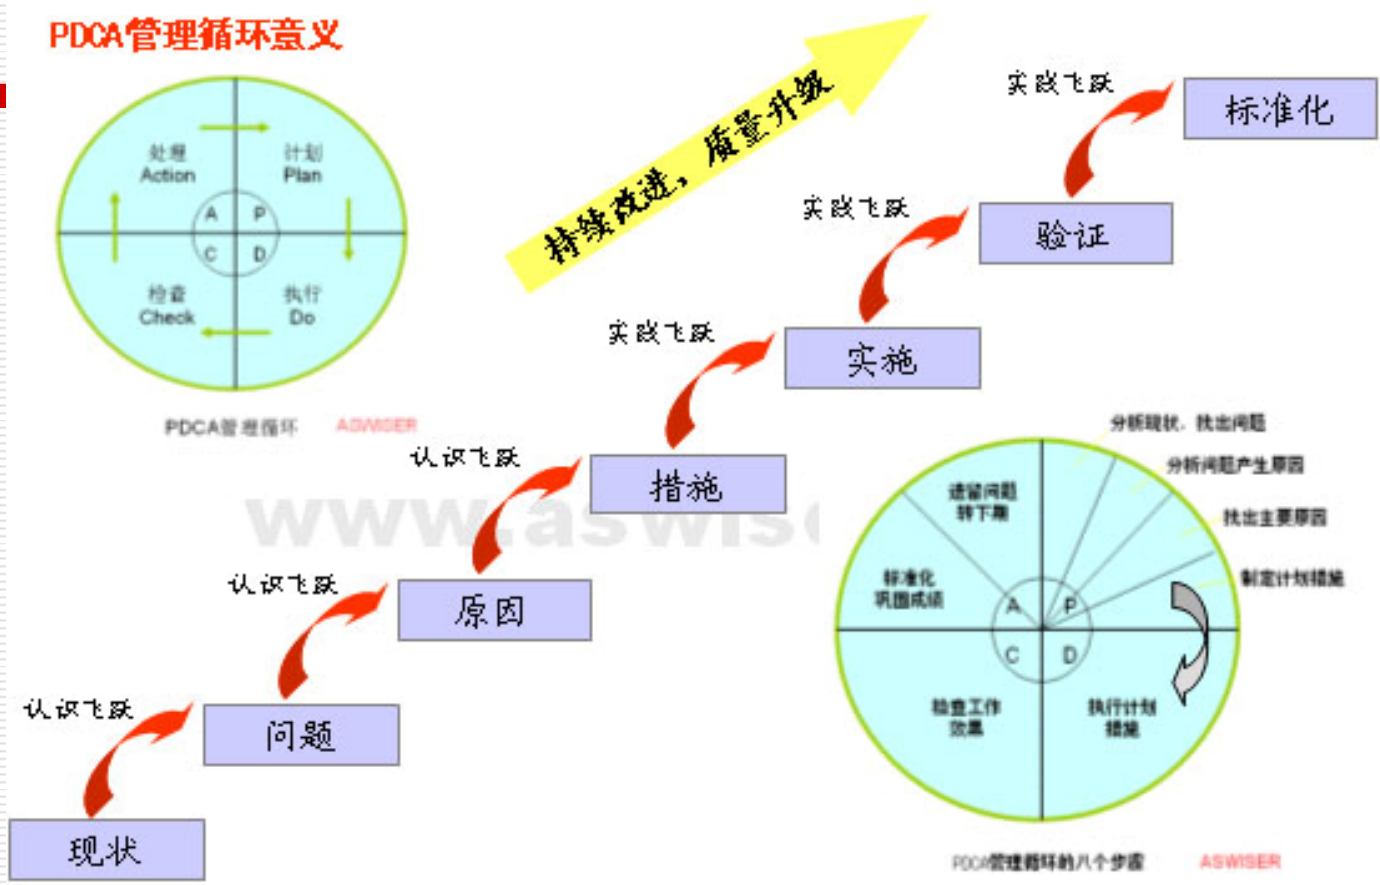 PDCA管理循环意义
处理
Action
计划
Plan
A
P
C
D
检查
Check
执行
Do
PDCA管理循环 ASWISER
持续改进，质量升级
实践飞跃
标准化
实践飞跃
验证
实践飞跃
实施
认识飞跃
措施
www.aswise
认识飞跃
原因
认识飞跃
问题
现状
分析现状、找出问题
分析问题产生原因
找出主要原因
制定计划措施
遗留问题
转下期
标准化
巩固成绩
A
P
C
D
检查工作
效果
执行计划
措施
PDCA管理循环的八个步骤 ASWISER